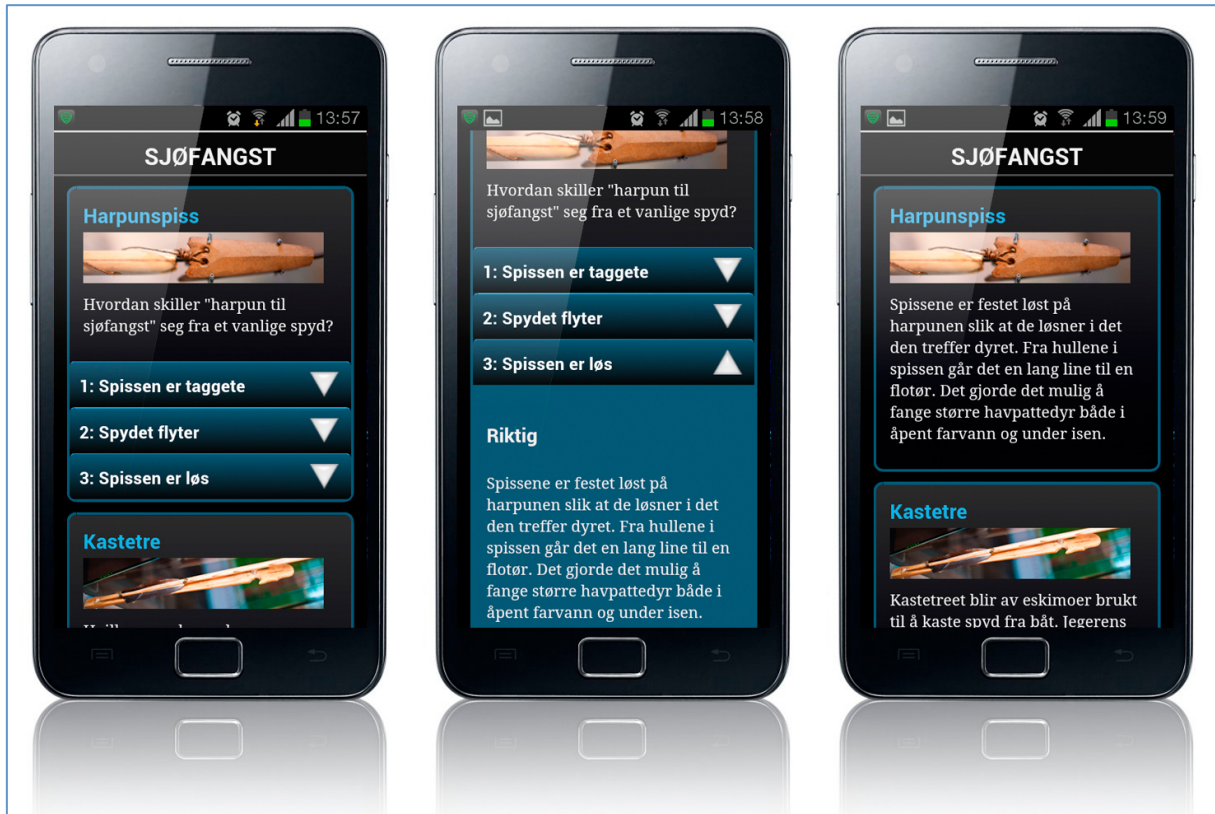 13:57
SJØFANGST
Harpunspiss
Hvordan skiller "harpun til
sjøfangst" seg fra et vanlige spyd?
1: Spissen er taggete
2: Spydet flyter
3: Spissen er løs
Kastetre
13:58
Hvordan skiller "harpun til
sjøfangst" seg fra et vanlige spyd?
1: Spissen er taggete
2: Spydet flyter
3: Spissen er løs
Riktig
Spissene er festet løst på
harpunen slik at de løsner i det
den treffer dyret. Fra hullene i
spissen går det en lang line til en
flotør. Det gjorde det mulig å
fange større havpattedyr både i
åpent farvann og under isen.
13:59
SJØFANGST
Harpunspiss
Spissene er festet løst på
harpunen slik at de løsner i det
den treffer dyret. Fra hullene i
spissen går det en lang line til en
flotør. Det gjorde det mulig å
fange større havpattedyr både i
åpent farvann og under isen.
Kastetre
Kastetreet blir av eskimoer brukt
til å kaste spyd fra båt. Jegerens